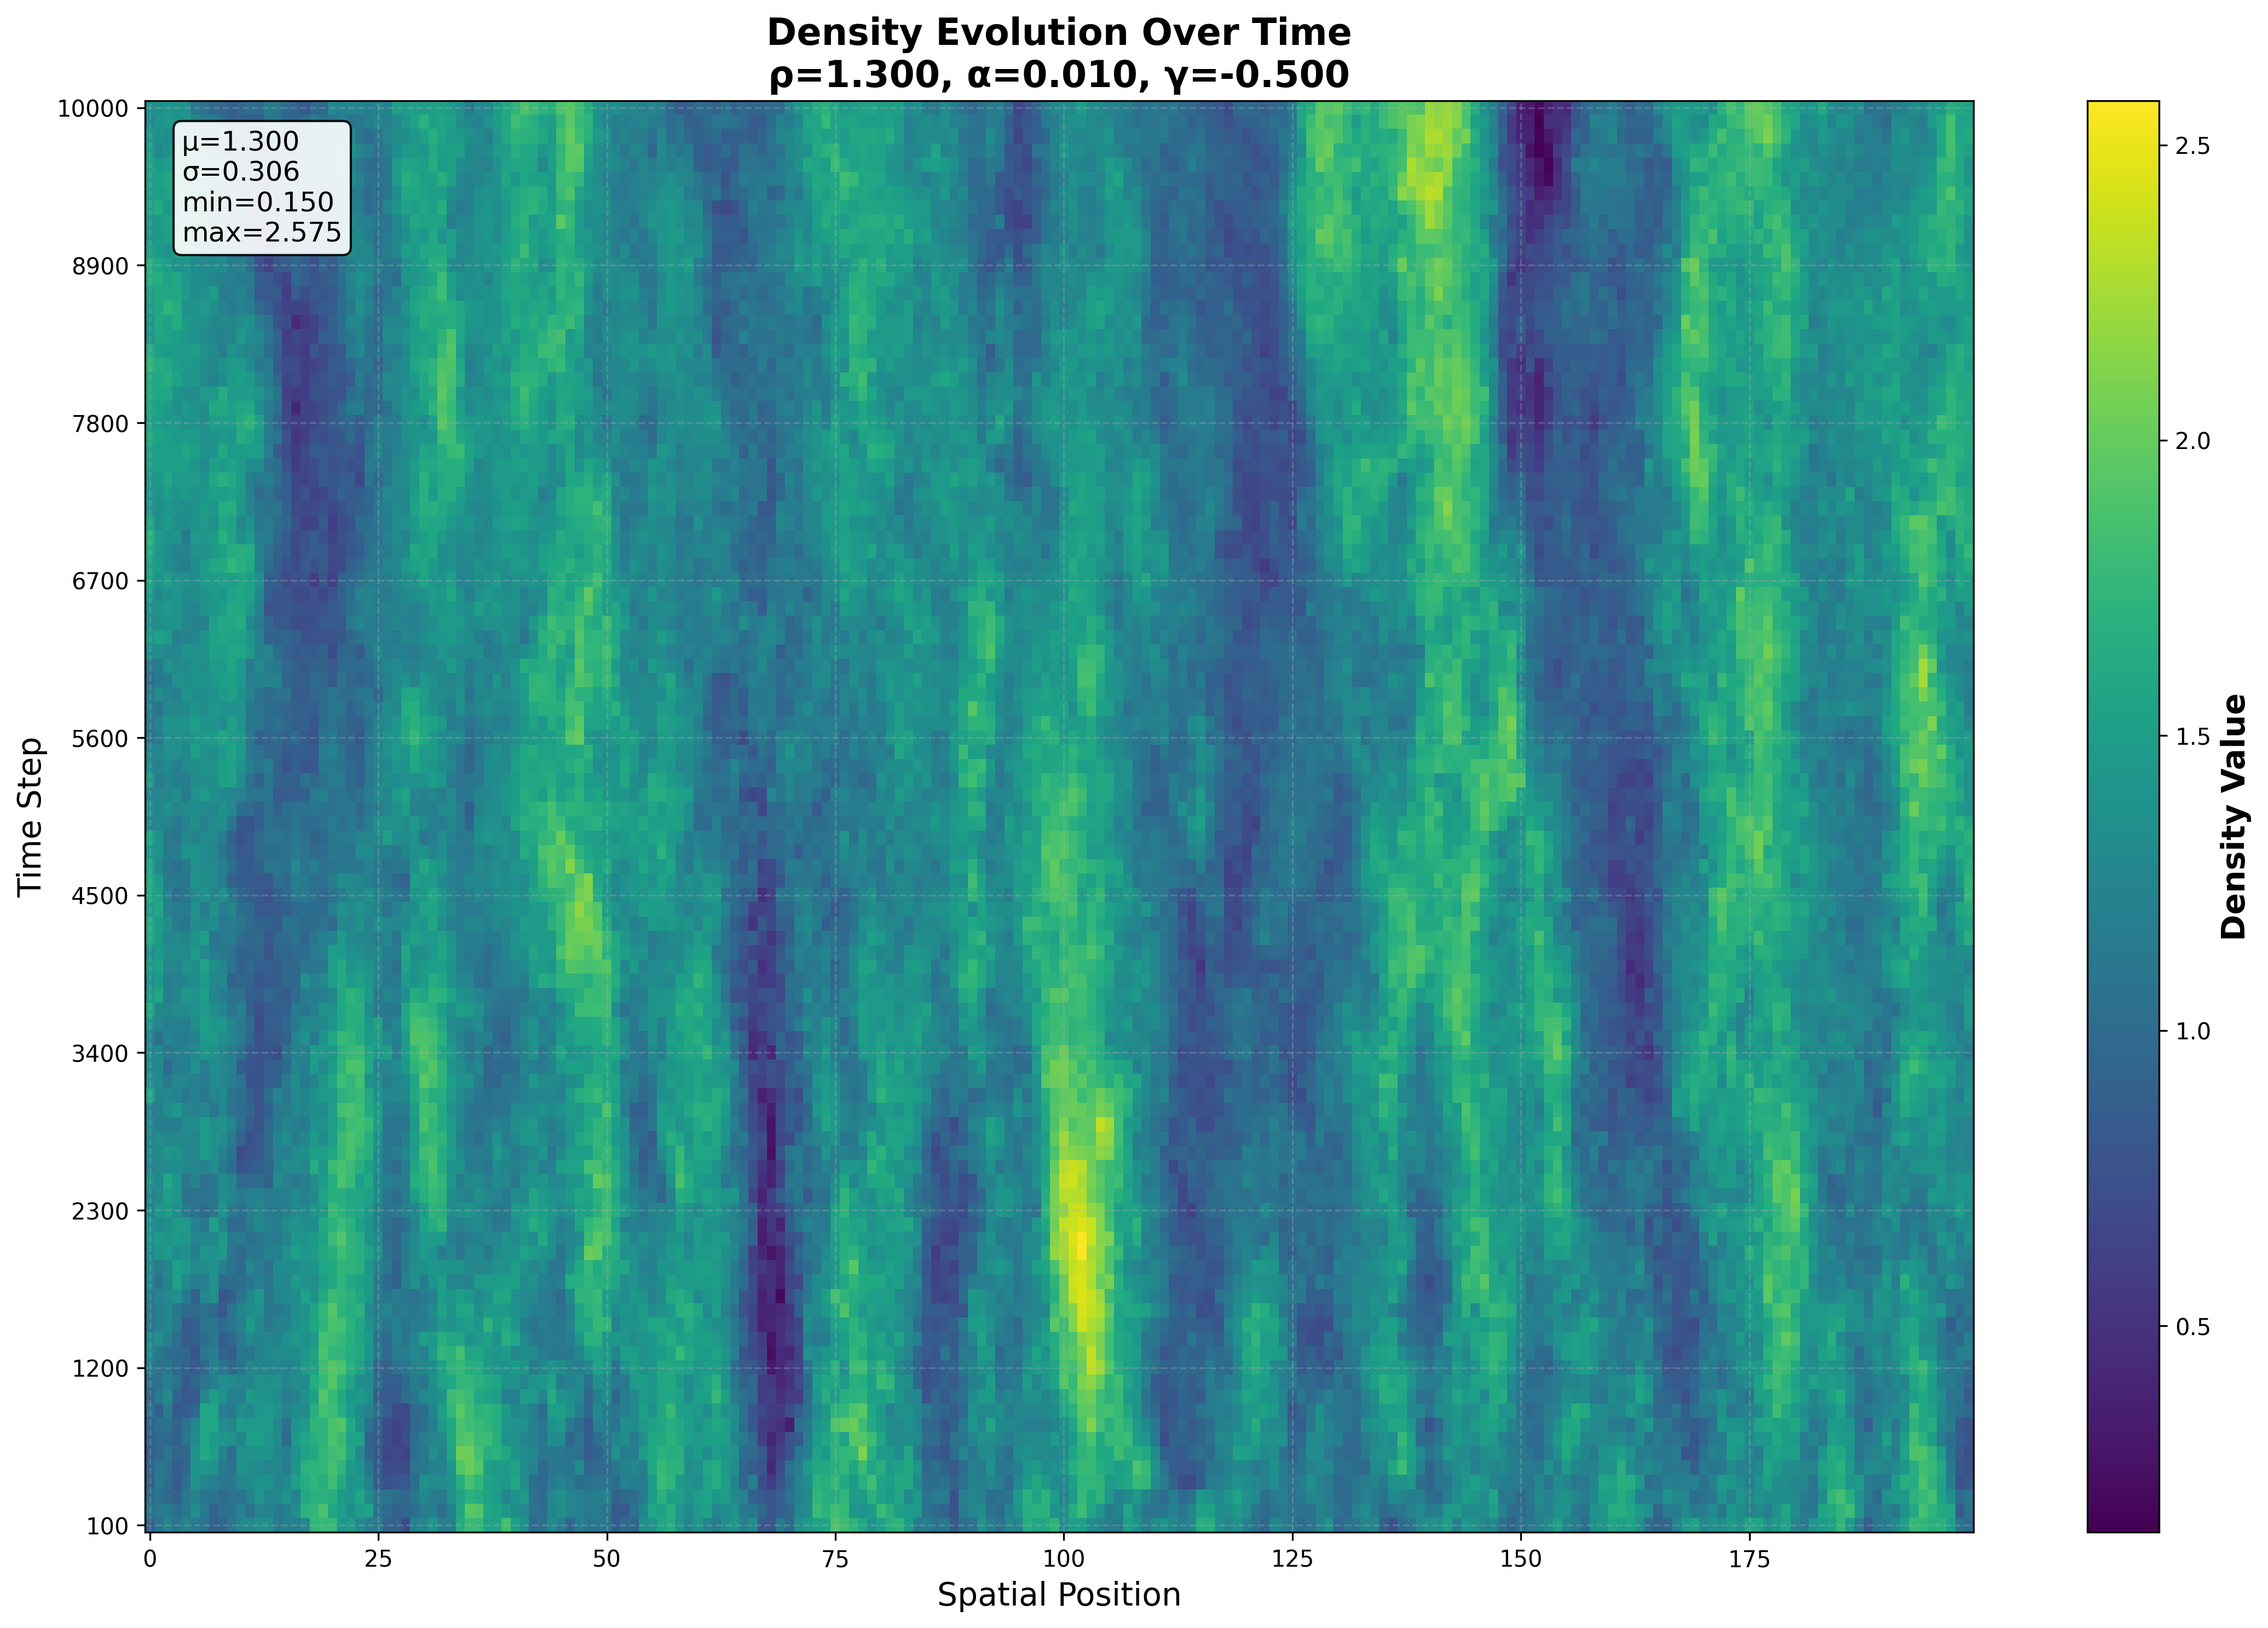 Density Evolution Over Time
ρ=1.300, α=0.010, γ=-0.500
μ=1.300
σ=0.306
min=0.150
max=2.575
10000
8900
7800
6700
5600
4500
3400
2300
1200
100
Time Step
0 25 50 75 100 125 150 175
Spatial Position
2.5
2.0
1.5
1.0
0.5
Density Value